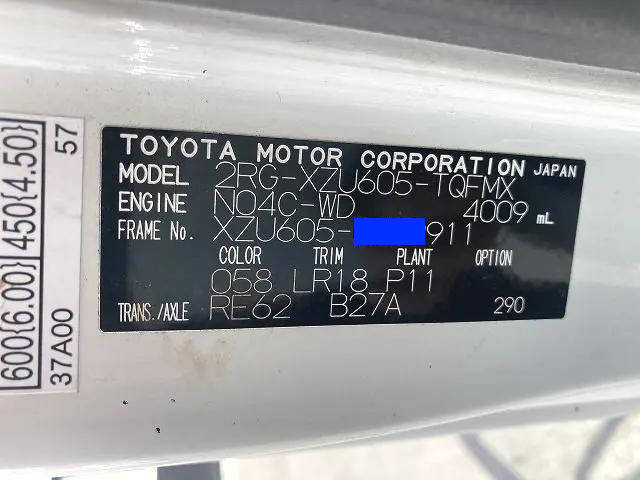 TOYOTA MOTOR CORPORATION JAPAN
MODEL 2RG-XZU605-TQFMX
ENGINE N04C-WD 4009 mL
FRAME No. XZU605- 911
COLOR TRIM PLANT OPTION
058 LR18 P11
TRANS./AXLE RE62 B27A 290
600{6.00} 450{4.50}
37A00 57